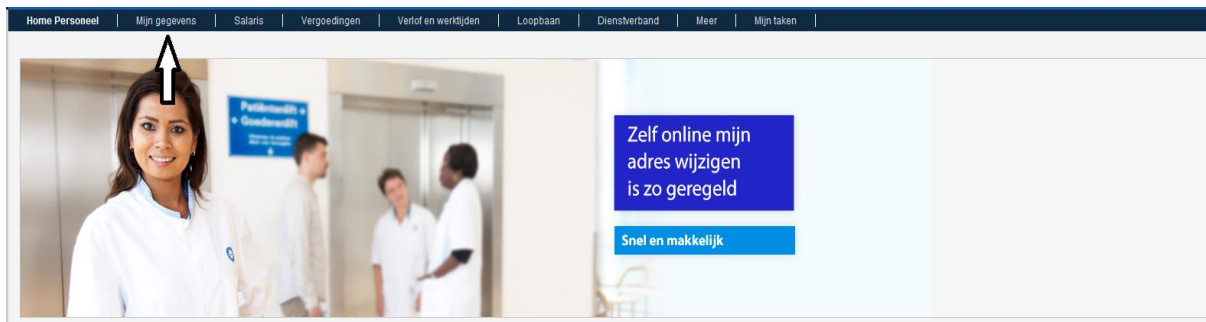 Home Personeel | Mijn gegevens | Salaris | Vergoedingen | Verlof en werktijden | Loopbaan | Dienstverband | Meer | Mijn taken |
Patiëntenlift
Goederenlift
Zelf online mijn
adres wijzigen
is zo geregeld
Snel en makkelijk